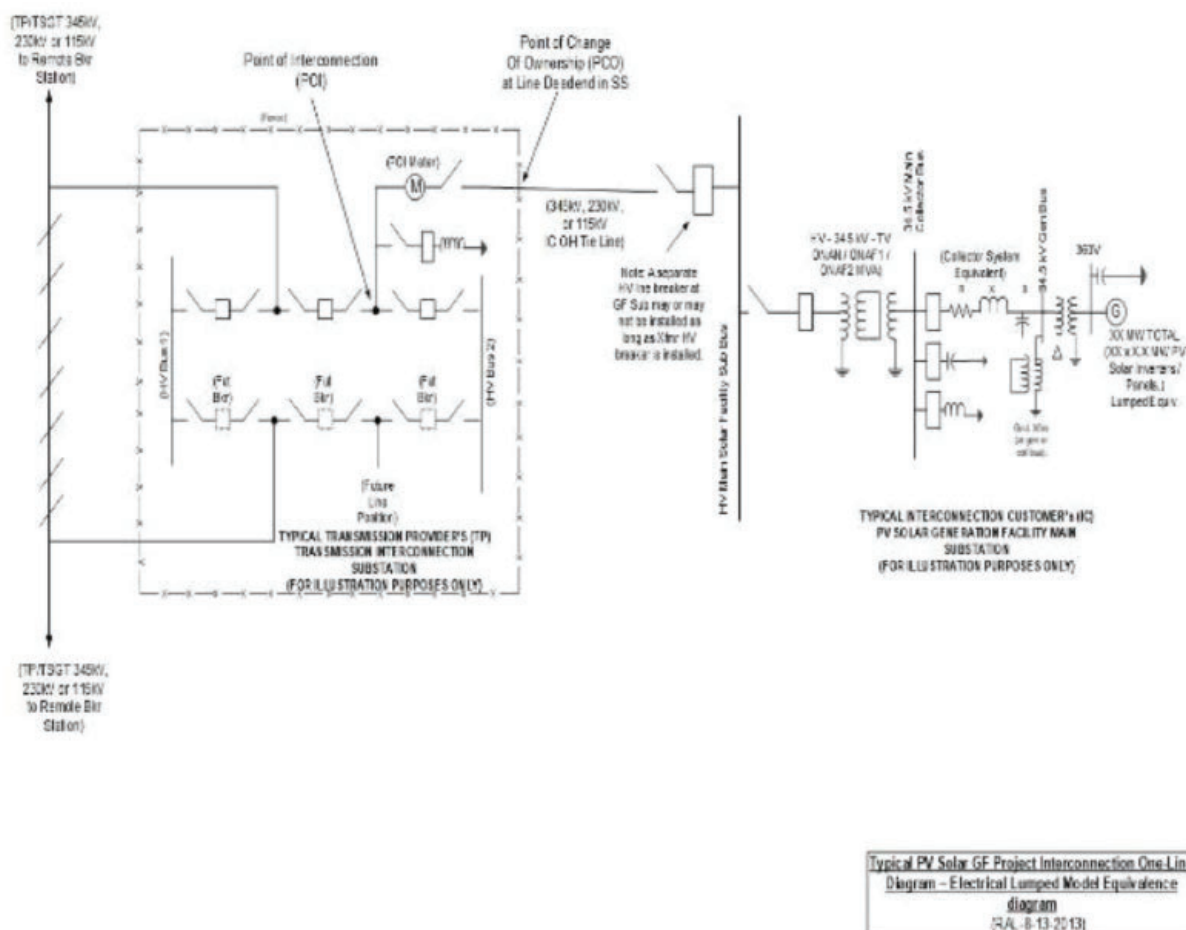 (TP/TSGT 345kV,
230kV or 115kV
to Remote Bkr
Station)
Point of Interconnection
(POI)
Point of Change
Of Ownership (PCO)
at Line Deadend in SS
(Fence)
(POI Meter)
M
(345kV, 230kV,
or 115kV
IC OH Tie Line)
Note: A separate
HV line breaker at
GF Sub may or may
not be installed as
long as Xfmr HV
breaker is installed.
HV Main Solar Facility Sub Bus
HV - 34.5 kV - TV
ONAN / ONAF1 /
ONAF2 MVA)
34.5 kV Main
Collector Bus
(Collector System
Equivalent)
R
X
B
34.5 kV Gen Bus
360V
G
XX MW TOTAL
(XX x X.X MW PV
Solar Inverters /
Panels,)
Lumped Equiv.
(HV Bus 1)
(HV Bus 2)
(Fut
Bkr)
(Fut
Bkr)
(Fut
Bkr)
(Future
Line
Position)
TYPICAL TRANSMISSION PROVIDER'S (TP)
TRANSMISSION INTERCONNECTION
SUBSTATION
(FOR ILLUSTRATION PURPOSES ONLY)
TYPICAL INTERCONNECTION CUSTOMER's (IC)
PV SOLAR GENERATION FACILITY MAIN
SUBSTATION
(FOR ILLUSTRATION PURPOSES ONLY)
(TP/TSGT 345kV,
230kV or 115kV
to Remote Bkr
Station)
Typical PV Solar GF Project Interconnection One-Lin
Diagram – Electrical Lumped Model Equivalence
diagram
(RAL-8-13-2013)